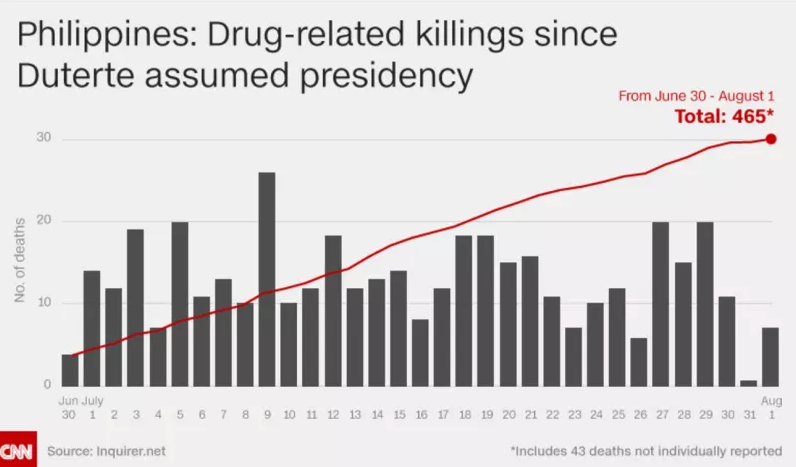 Philippines: Drug-related killings since
Duterte assumed presidency
From June 30 - August 1
Total: 465*
30
20
10
0
No. of deaths
Jun July Aug
30 1 2 3 4 5 6 7 8 9 10 11 12 13 14 15 16 17 18 19 20 21 22 23 24 25 26 27 28 29 30 31 1
CNN Source: Inquirer.net *Includes 43 deaths not individually reported